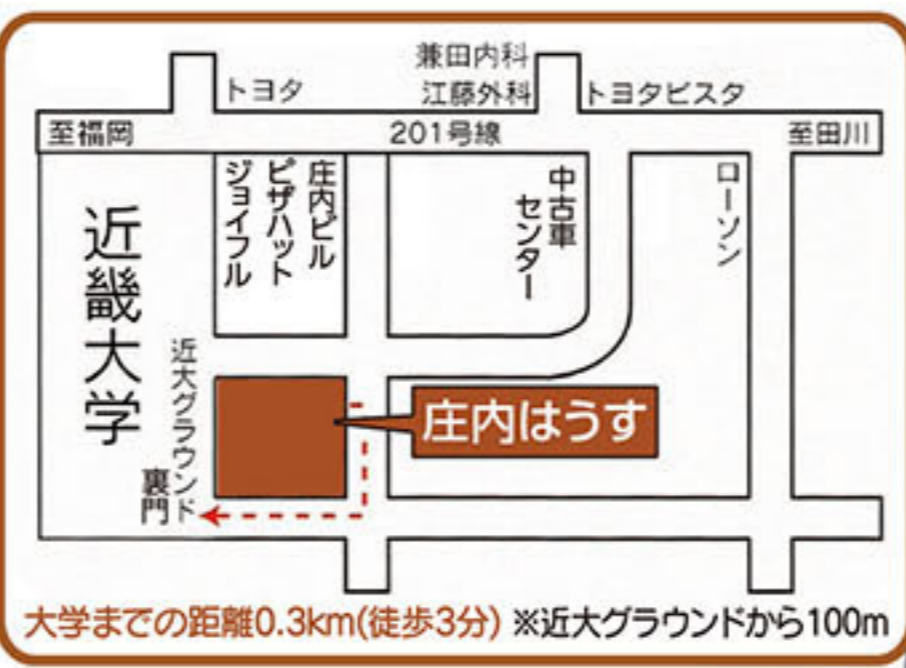 兼田内科
トヨタ
江藤外科
トヨタビスタ
至福岡
201号線
至田川
庄内ビル
ピザハット
ジョイフル
中古車
センター
ローソン
近畿大学
近大グラウンド
裏門
庄内はうす
大学までの距離0.3km(徒歩3分) ※近大グラウンドから100m